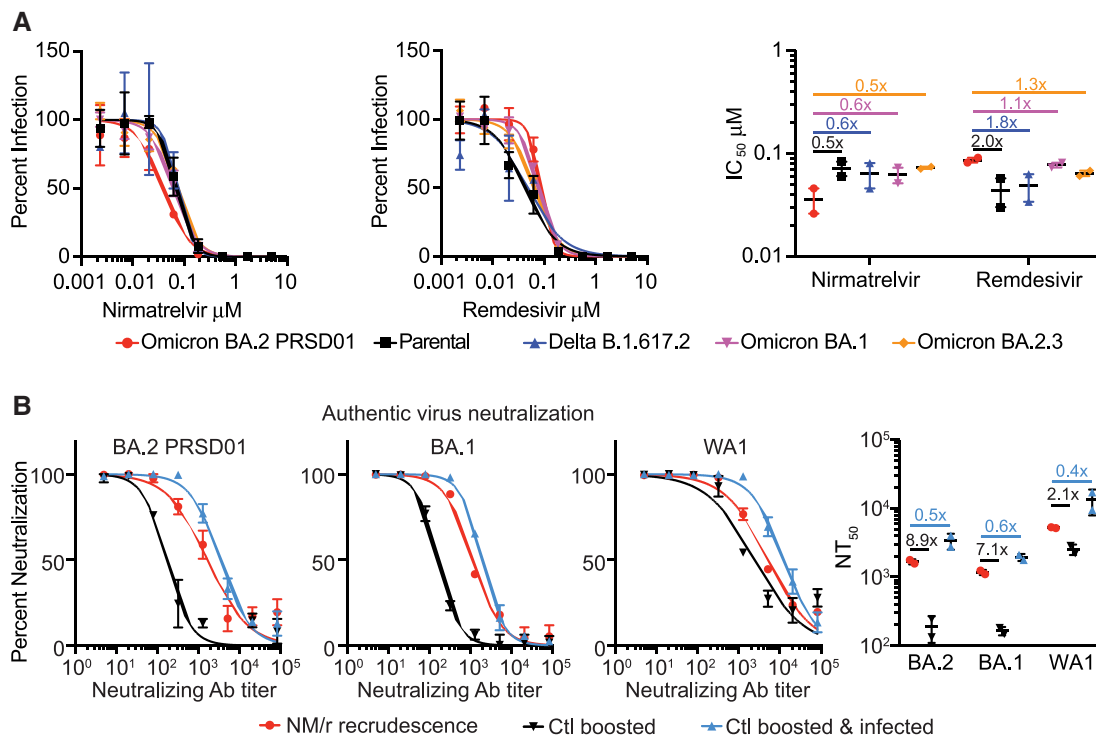 A
150
100
50
0
Percent Infection
0.001 0.01 0.1 1 10
Nirmatrelvir μM
150
100
50
0
Percent Infection
0.001 0.01 0.1 1 10
Remdesivir μM
1
0.1
0.01
IC50 μM
0.5x
0.6x
0.6x
0.5x
1.3x
1.1x
1.8x
2.0x
Nirmatrelvir Remdesivir
Omicron BA.2 PRSD01 Parental Delta B.1.617.2 Omicron BA.1 Omicron BA.2.3
B
Authentic virus neutralization
BA.2 PRSD01
100
50
0
Percent Neutralization
10^0 10^1 10^2 10^3 10^4 10^5
Neutralizing Ab titer
BA.1
100
50
0
10^0 10^1 10^2 10^3 10^4 10^5
Neutralizing Ab titer
WA1
100
50
0
10^0 10^1 10^2 10^3 10^4 10^5
Neutralizing Ab titer
10^5
10^4
10^3
10^2
NT50
0.5x
8.9x
0.6x
7.1x
0.4x
2.1x
BA.2 BA.1 WA1
NM/r recrudescence Ctl boosted Ctl boosted & infected